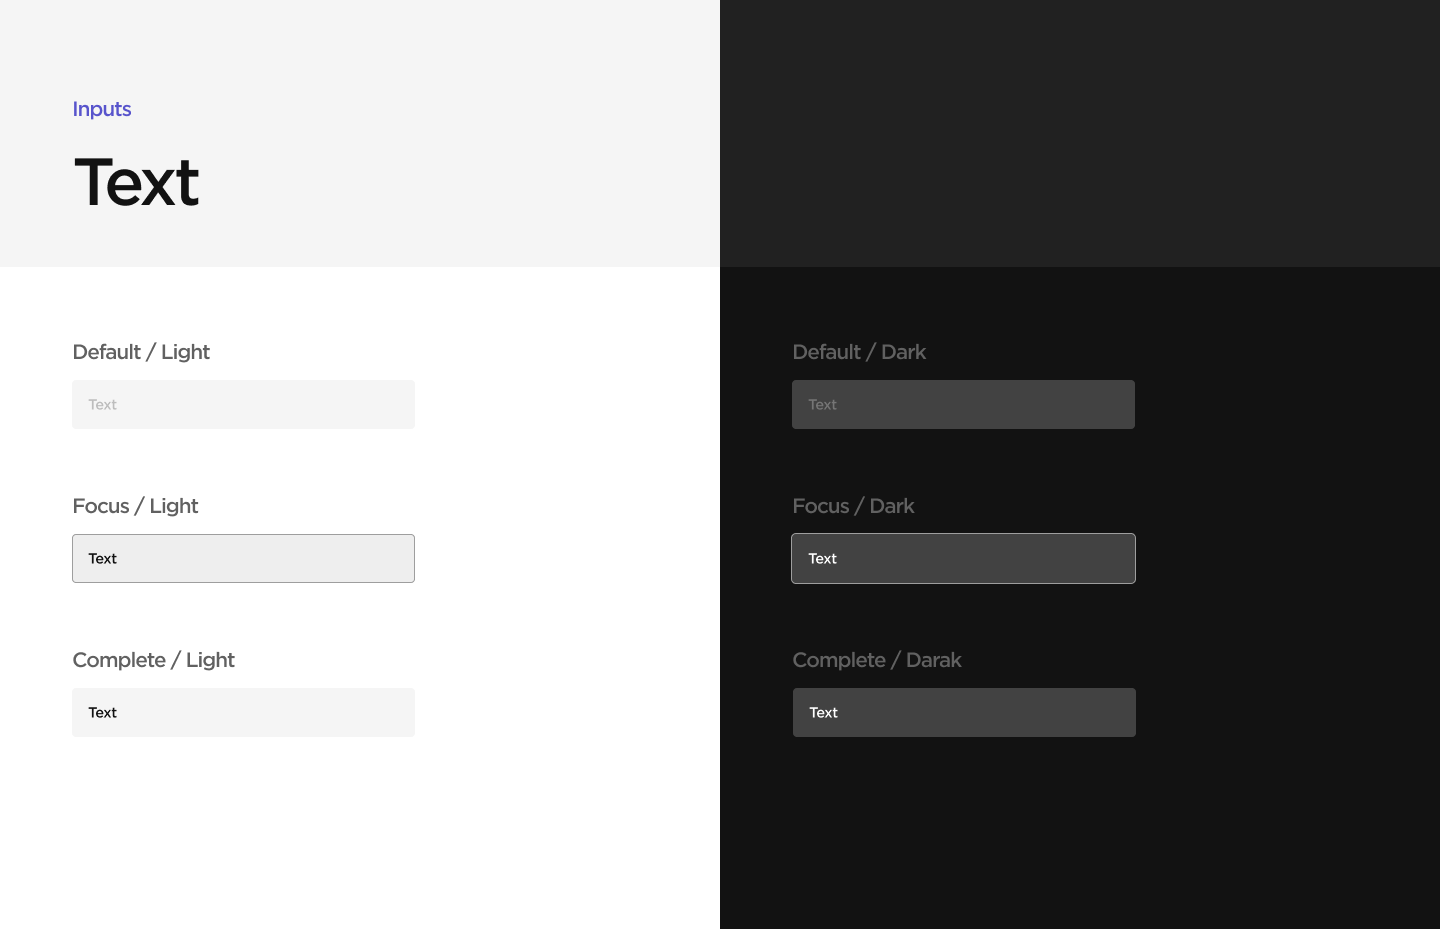 Inputs
Text
Default / Light
Text
Focus / Light
Text
Complete / Light
Text
Default / Dark
Text
Focus / Dark
Text
Complete / Darak
Text